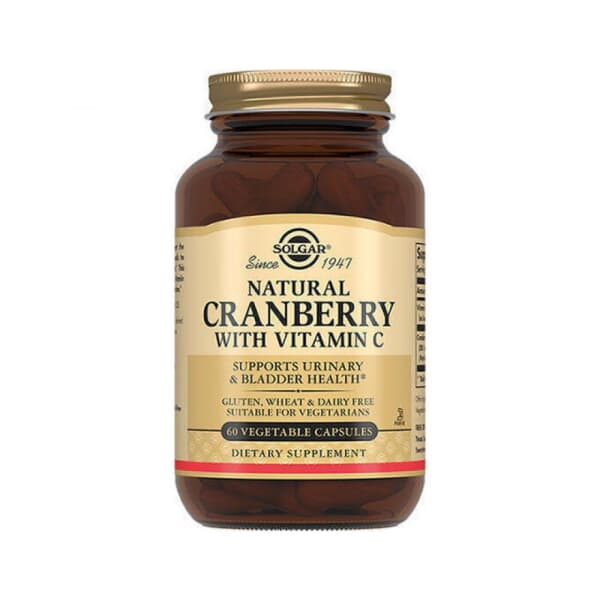 SOLGAR®
Since 1947
NATURAL
CRANBERRY
WITH VITAMIN C
SUPPORTS URINARY
& BLADDER HEALTH*
GLUTEN, WHEAT & DAIRY FREE
SUITABLE FOR VEGETARIANS
60 VEGETABLE CAPSULES
DIETARY SUPPLEMENT